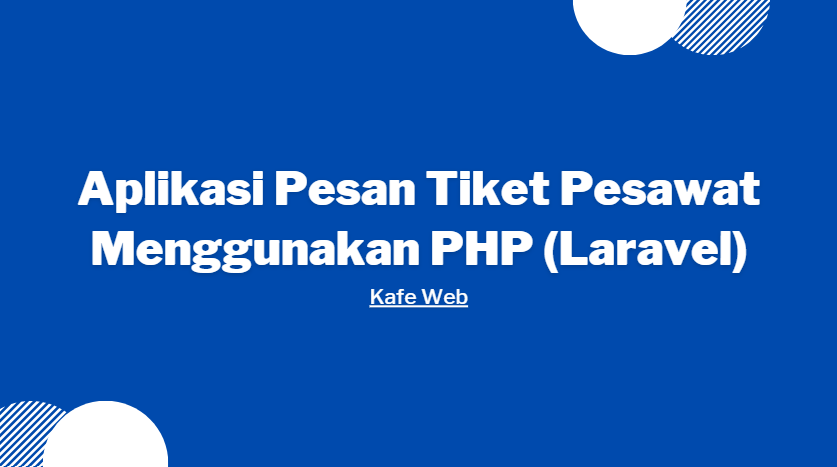 Aplikasi Pesan Tiket Pesawat
Menggunakan PHP (Laravel)
Kafe Web